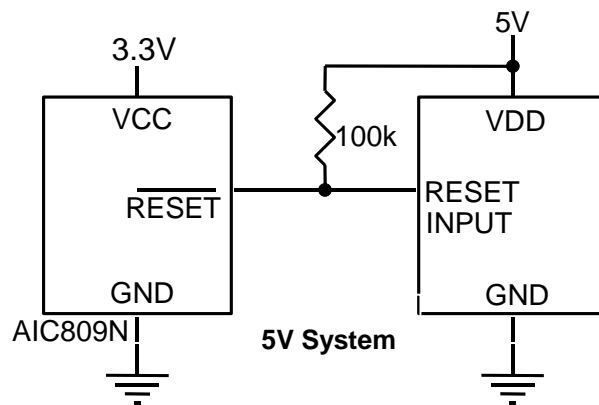 5V
3.3V
VCC
VDD
100k
RESET
RESET
INPUT
GND
GND
AIC809N
5V System